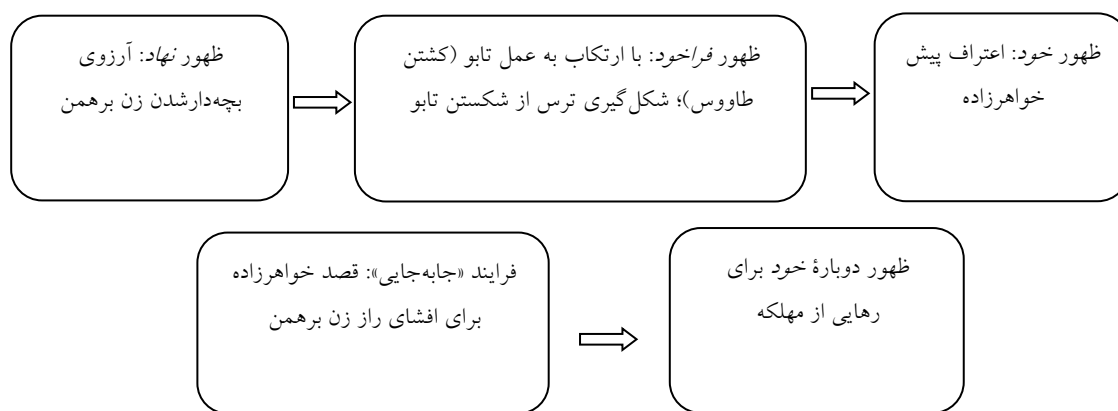 ظهور نهاد: آرزوی
بچه‌دارشدن زن برهمن
ظهور فراخود: با ارتکاب به عمل تابو (کشتن
طاووس)؛ شکل‌گیری ترس از شکستن تابو
ظهور خود: اعتراف پیش
خواهرزاده
فرایند «جابه‌جایی»: قصد خواهرزاده
برای افشای راز زن برهمن
ظهور دوبارۀ خود برای
رهایی از مهلکه